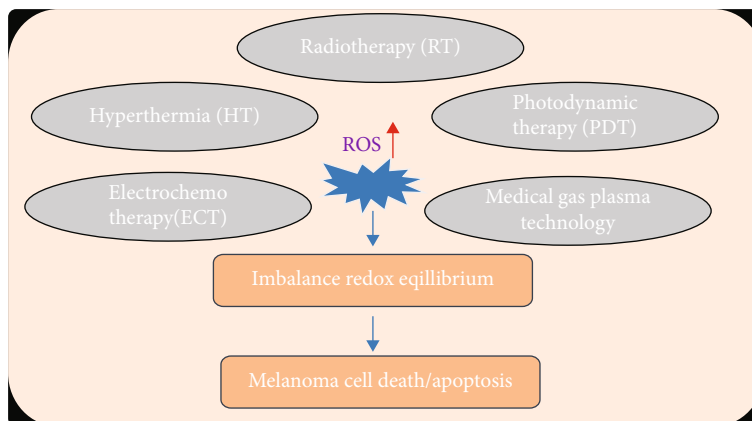 Radiotherapy (RT)
Hyperthermia (HT)
Photodynamic
therapy (PDT)
ROS
Electrochemo
therapy(ECT)
Medical gas plasma
technology
Imbalance redox eqillibrium
Melanoma cell death/apoptosis